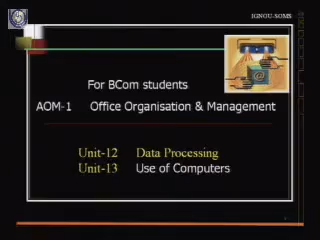 IGNOU-SOMS
For BCom students
AOM-1 Office Organisation & Management
Unit-12 Data Processing
Unit-13 Use of Computers